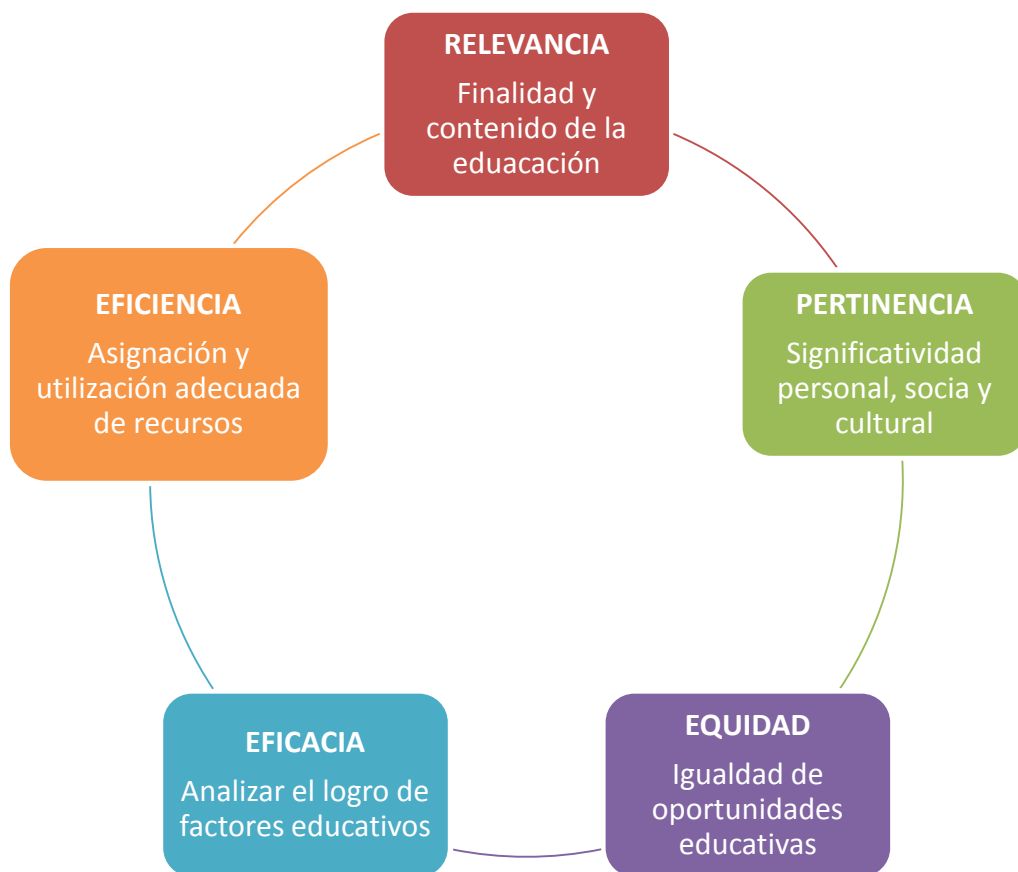 RELEVANCIA
Finalidad y
contenido de la
eduacación
PERTINENCIA
Significatividad
personal, socia y
cultural
EQUIDAD
Igualdad de
oportunidades
educativas
EFICACIA
Analizar el logro de
factores educativos
EFICIENCIA
Asignación y
utilización adecuada
de recursos